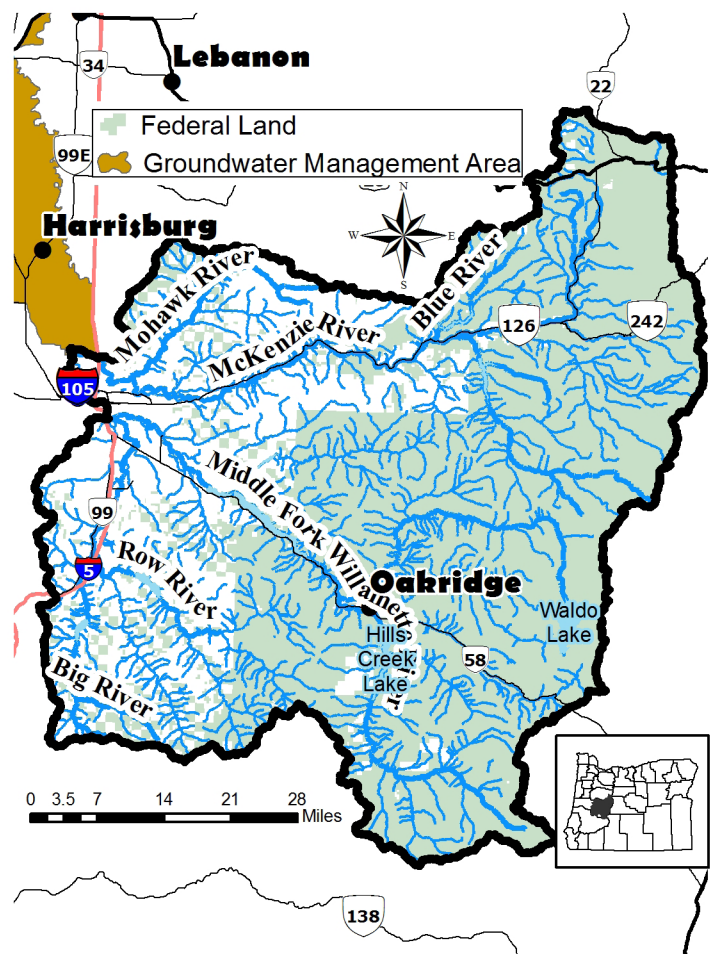 Lebanon
34
22
Federal Land
Groundwater Management Area
99E
N
W
E
S
Harrisburg
Mohawk River
Blue River
McKenzie River
126
242
105
Middle Fork Willamette River
99
Row River
5
Oakridge
Waldo
Lake
Hills
Creek
Lake
58
Big River
0 3.5 7 14 21 28
Miles
138